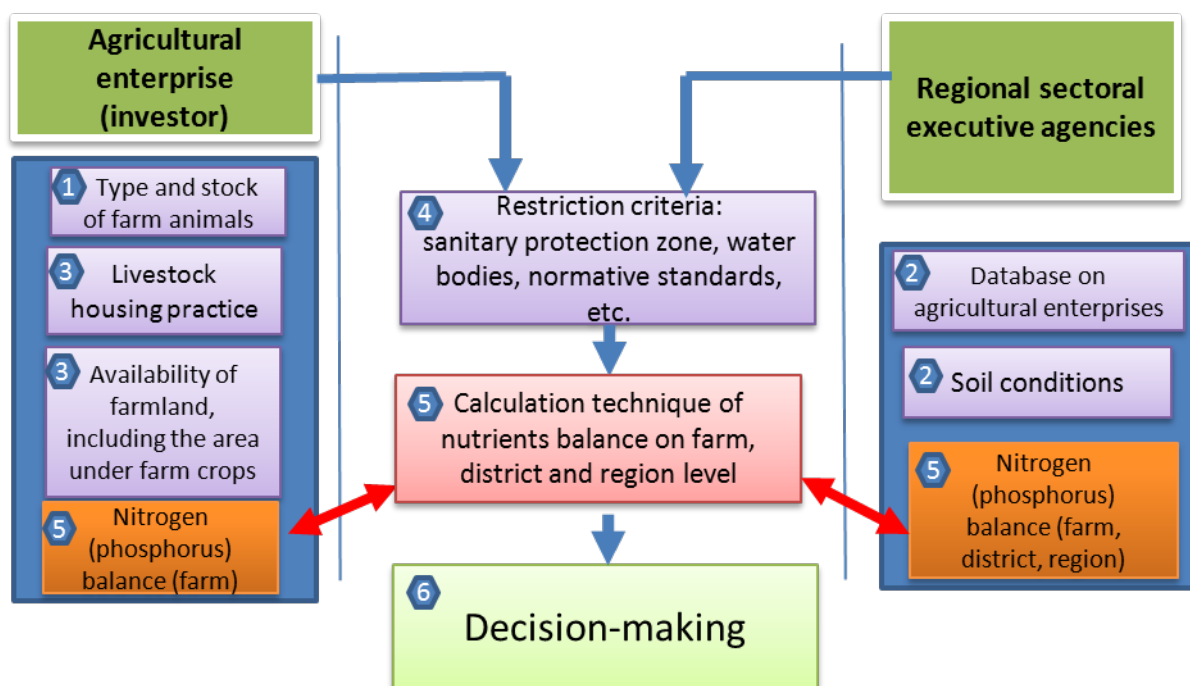 Agricultural
enterprise
(investor)
1
Type and stock
of farm animals
3
Livestock
housing practice
3
Availability of
farmland,
including the area
under farm crops
5
Nitrogen
(phosphorus)
balance (farm)
4
Restriction criteria:
sanitary protection zone, water
bodies, normative standards,
etc.
5
Calculation technique of
nutrients balance on farm,
district and region level
6
Decision-making
Regional sectoral
executive agencies
2
Database on
agricultural enterprises
2
Soil conditions
5
Nitrogen
(phosphorus)
balance (farm,
district, region)